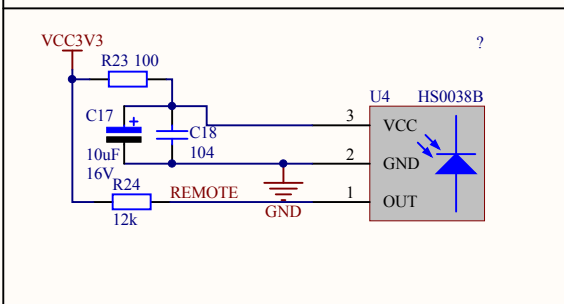 VCC3V3
?
R23 100
U4 HS0038B
C17
3 VCC
C18
10uF
104
2 GND
16V
R24
REMOTE
1 OUT
12k
GND